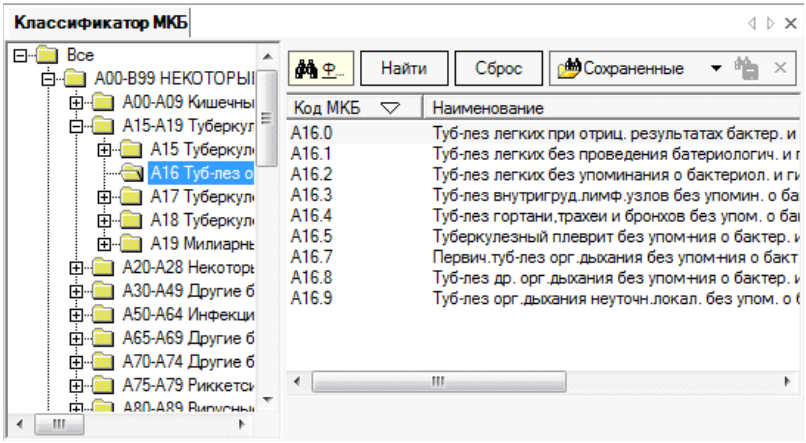 Классификатор МКБ
Все
A00-B99 НЕКОТОРЫ
A00-A09 Кишечны
A15-A19 Туберкул
A15 Туберкул
A16 Туб-лез о
A17 Туберкул
A18 Туберкул
A19 Милиарн
A20-A28 Некотор
A30-A49 Другие б
A50-A64 Инфекци
A65-A69 Другие б
A70-A74 Другие б
A75-A79 Риккетси
A80-A89 Вирусны
Ф... Найти Сброс Сохраненные
Код МКБ Наименование
A16.0 Туб-лез легких при отриц. результатах бактер. и
A16.1 Туб-лез легких без проведения батериологич. и г
A16.2 Туб-лез легких без упоминания о бактериол. и ги
A16.3 Туб-лез внутригруд.лимф.узлов без упомин. о ба
A16.4 Туб-лез гортани,трахеи и бронхов без упом. о ба
A16.5 Туберкулезный плеврит без упом-ния о бактер. и
A16.7 Первич.туб-лез орг.дыхания без упом-ния о бакт
A16.8 Туб-лез др. орг.дыхания без упом-ния о бактер. и
A16.9 Туб-лез орг.дыхания неуточн.локал. без упом. о б